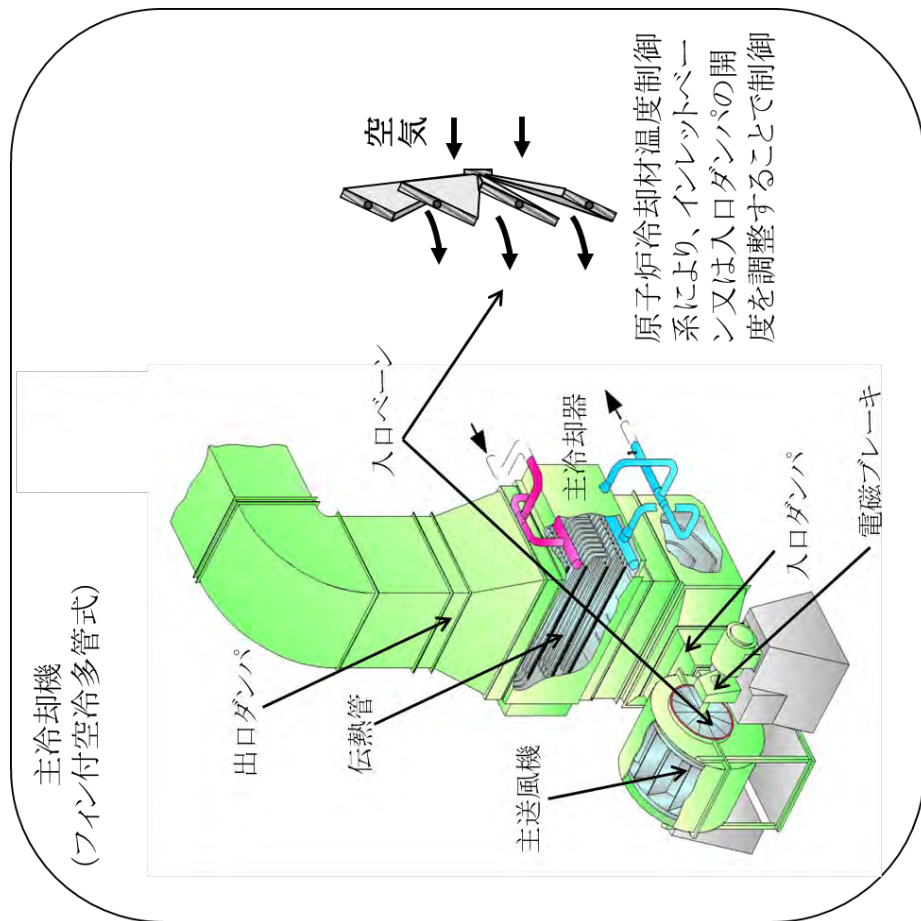 主冷却機
(フィン付空冷多管式)
出口ダンパ
伝熱管
主送風機
入口ベーン
主冷却器
入口ダンパ
電磁ブレーキ
空
気
原子炉冷却材温度制御
系により、インレットベー
ン又は入口ダンパの開
度を調整することで制御